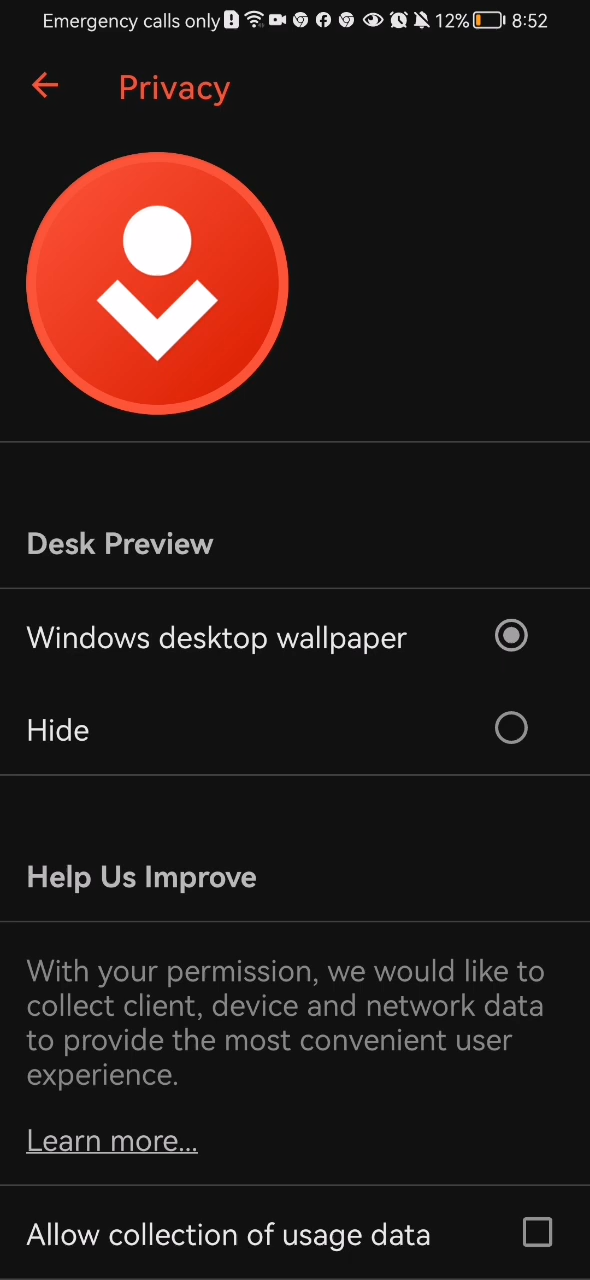 Emergency calls only 12% 8:52
Privacy
Desk Preview
Windows desktop wallpaper
Hide
Help Us Improve
With your permission, we would like to
collect client, device and network data
to provide the most convenient user
experience.
Learn more...
Allow collection of usage data